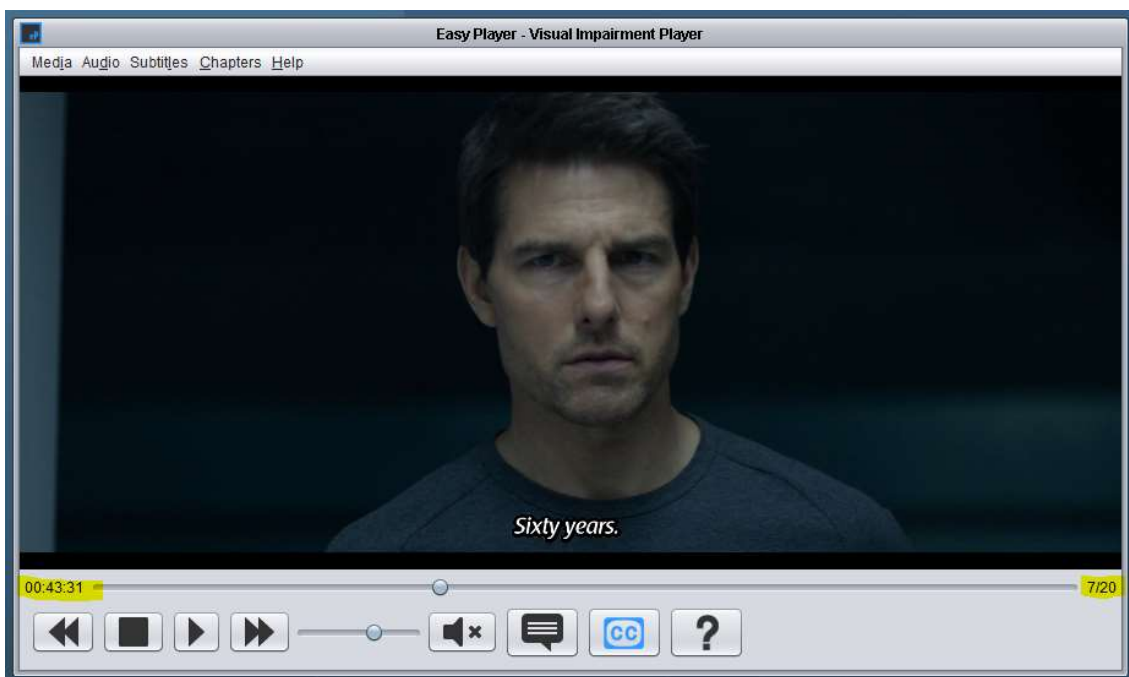 Easy Player - Visual Impairment Player
Media Audio Subtitles Chapters Help
Sixty years.
00:43:31 7/20
CC ?